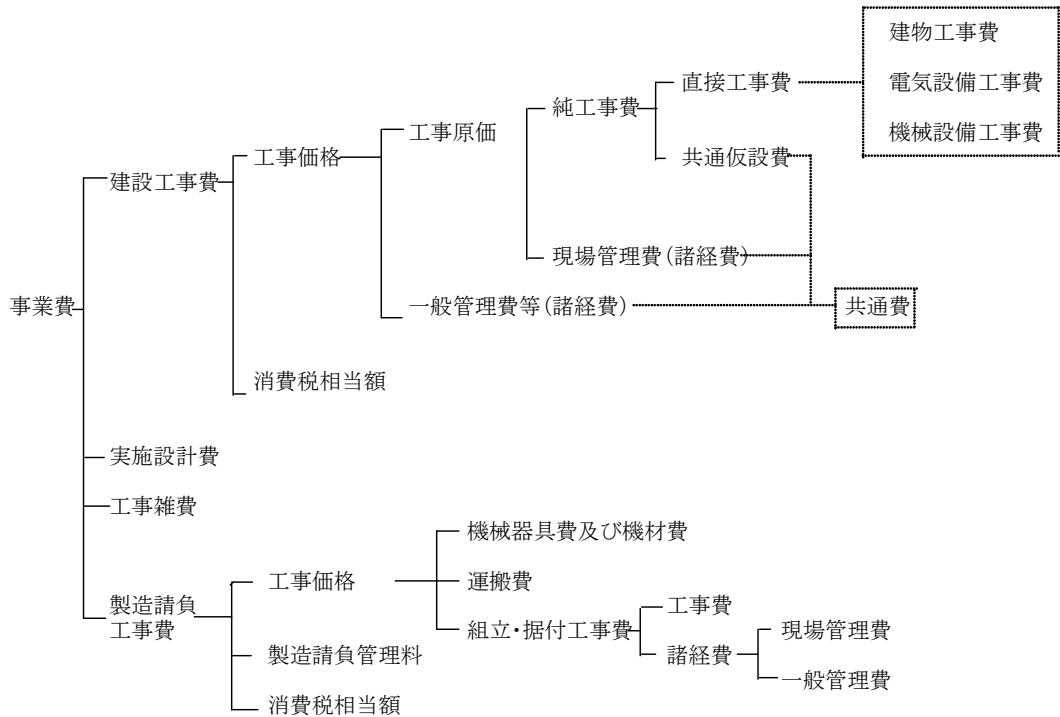 建物工事費
直接工事費
電気設備工事費
純工事費
工事原価
機械設備工事費
工事価格
共通仮設費
建設工事費
現場管理費(諸経費)
事業費
一般管理費等(諸経費)
共通費
消費税相当額
実施設計費
工事雑費
機械器具費及び機材費
工事価格
運搬費
製造請負
工事費
工事費
組立・据付工事費
現場管理費
製造請負管理料
諸経費
一般管理費
消費税相当額